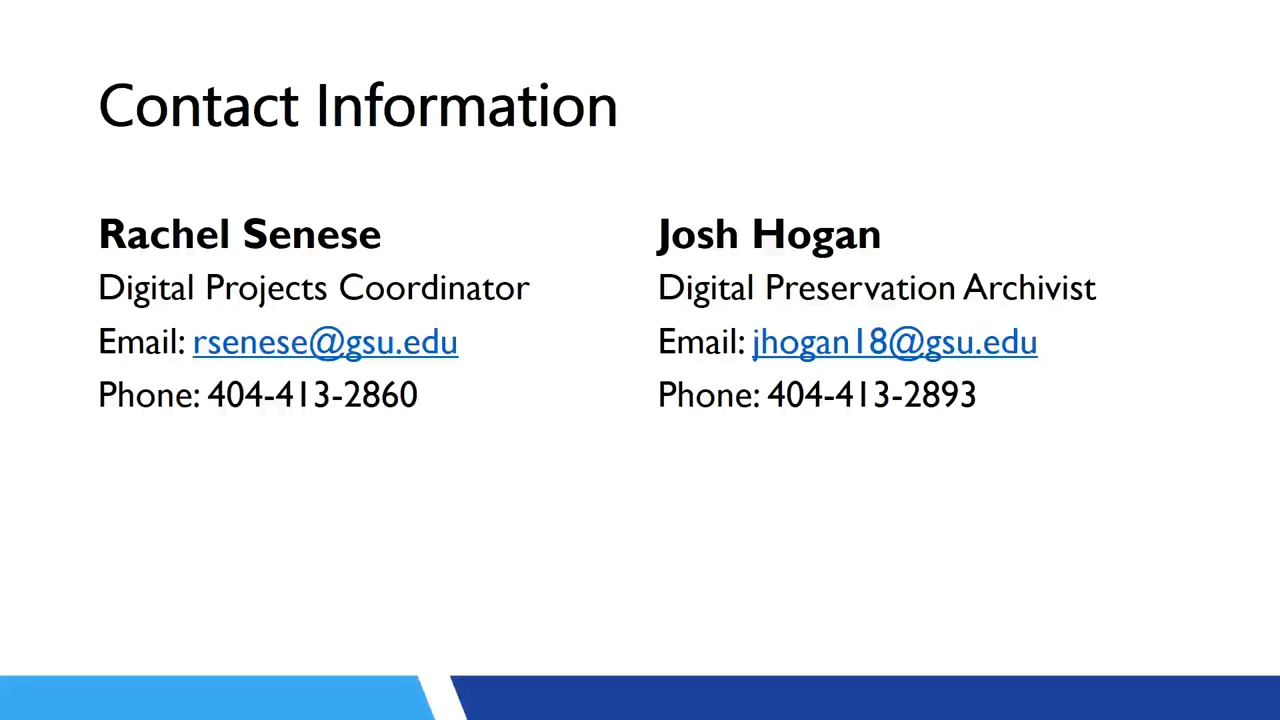 Contact Information
Rachel Senese
Digital Projects Coordinator
Email: rsenese@gsu.edu
Phone: 404-413-2860
Josh Hogan
Digital Preservation Archivist
Email: jhogan18@gsu.edu
Phone: 404-413-2893